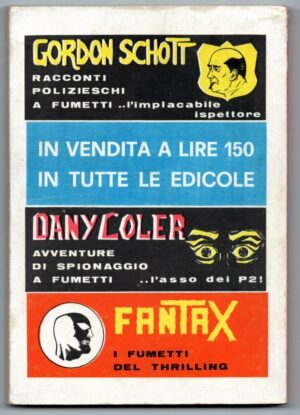 GORDON SCHOTT
RACCONTI
POLIZIESCHI
A FUMETTI ..l'implacabile
ispettore
IN VENDITA A LIRE 150
IN TUTTE LE EDICOLE
DANY COLER
AVVENTURE
DI SPIONAGGIO
A FUMETTI ..l'asso dei P2!
FANTAX
I FUMETTI
DEL THRILLING